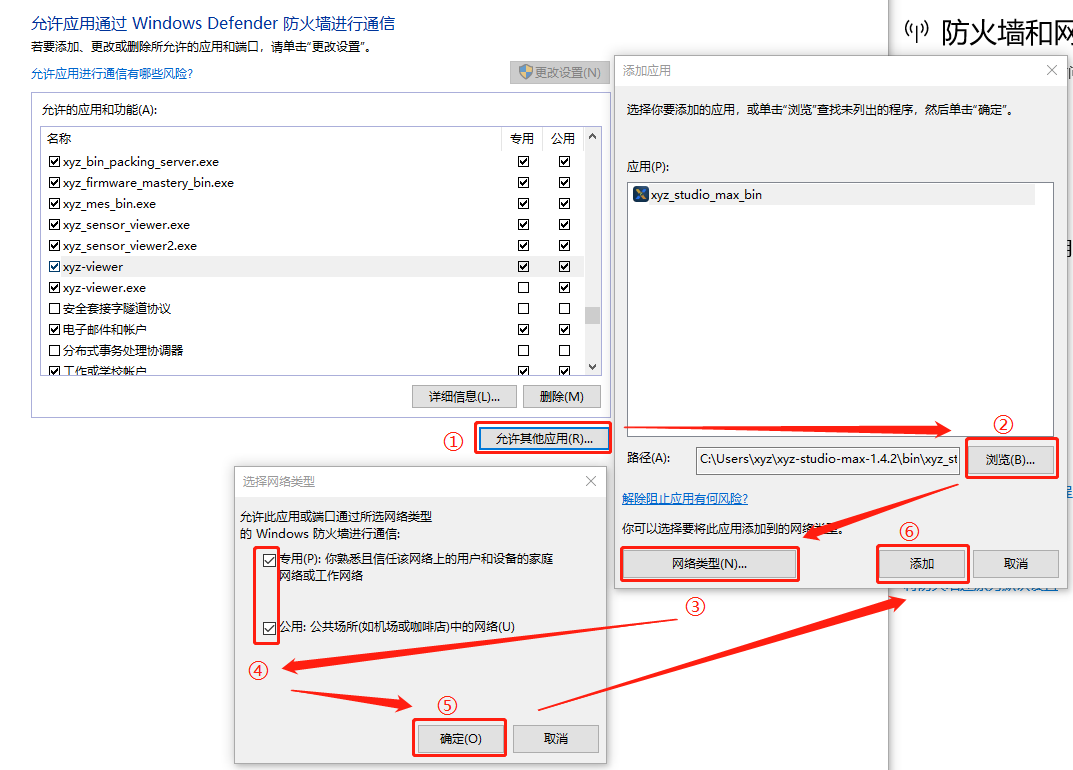 允许应用通过 Windows Defender 防火墙进行通信
若要添加、更改或删除所允许的应用和端口，请单击“更改设置”。
允许应用进行通信有哪些风险?
更改设置(N)
允许的应用和功能(A):
名称 专用 公用
xyz_bin_packing_server.exe
xyz_firmware_mastery_bin.exe
xyz_mes_bin.exe
xyz_sensor_viewer.exe
xyz_sensor_viewer2.exe
xyz-viewer
xyz-viewer.exe
安全套接字隧道协议
电子邮件和帐户
分布式事务处理协调器
工作或学校帐户
详细信息(L)...
删除(M)
①
允许其他应用(R)...
防火墙和网
添加应用
选择你要添加的应用，或单击“浏览”查找未列出的程序，然后单击“确定”。
应用(P):
xyz_studio_max_bin
②
路径(A):
C:\Users\xyz\xyz-studio-max-1.4.2\bin\xyz_st
浏览(B)...
解除阻止应用有何风险?
你可以选择要将此应用添加到的网络类型。
⑥
网络类型(N)...
添加
取消
③
选择网络类型
允许此应用或端口通过所选网络类型
的 Windows 防火墙进行通信:
专用(P): 你熟悉且信任该网络上的用户和设备的家庭
网络或工作网络
公用: 公共场所(如机场或咖啡店)中的网络(U)
④
⑤
确定(O)
取消